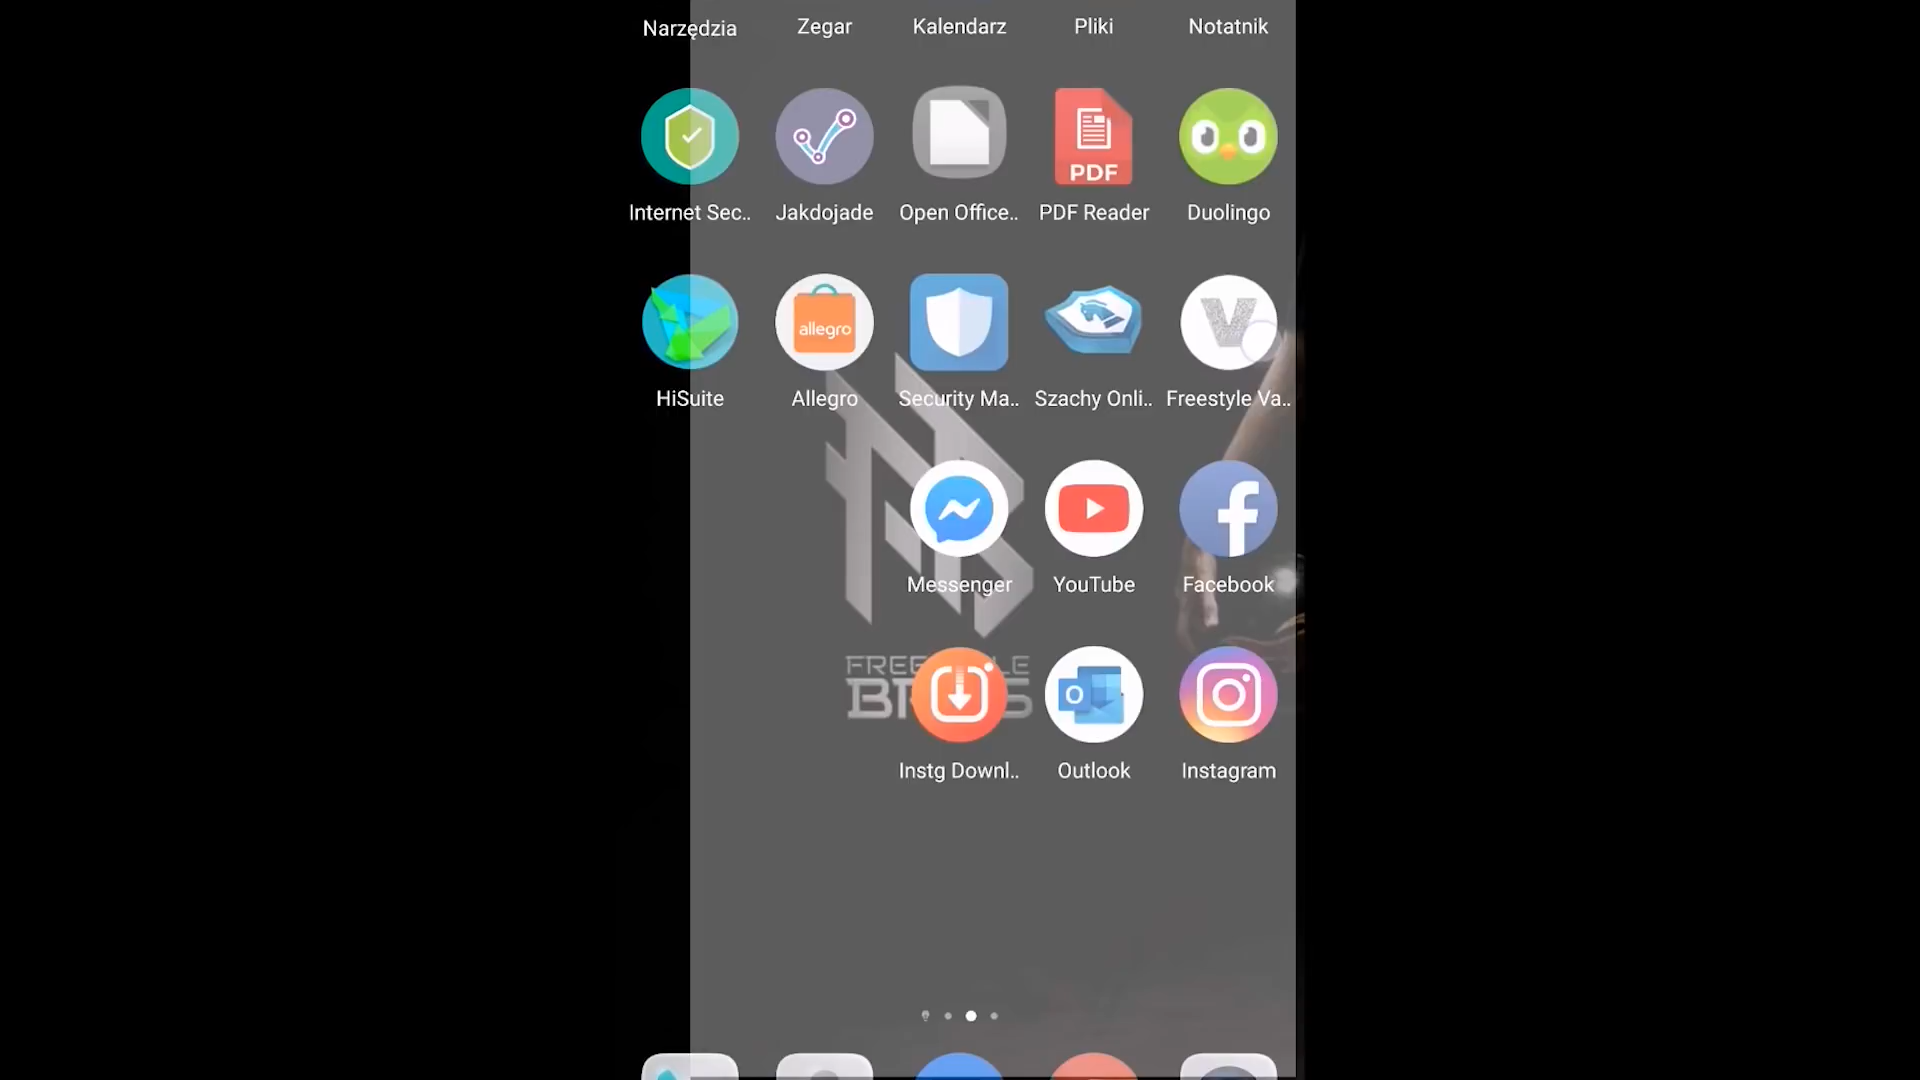 Narzędzia Zegar Kalendarz Pliki Notatnik
PDF
Internet Sec.. Jakdojade Open Office.. PDF Reader Duolingo
allegro
V
HiSuite Allegro Security Ma.. Szachy Onli.. Freestyle Va..
Messenger YouTube Facebook
O
Instg Downl.. Outlook Instagram